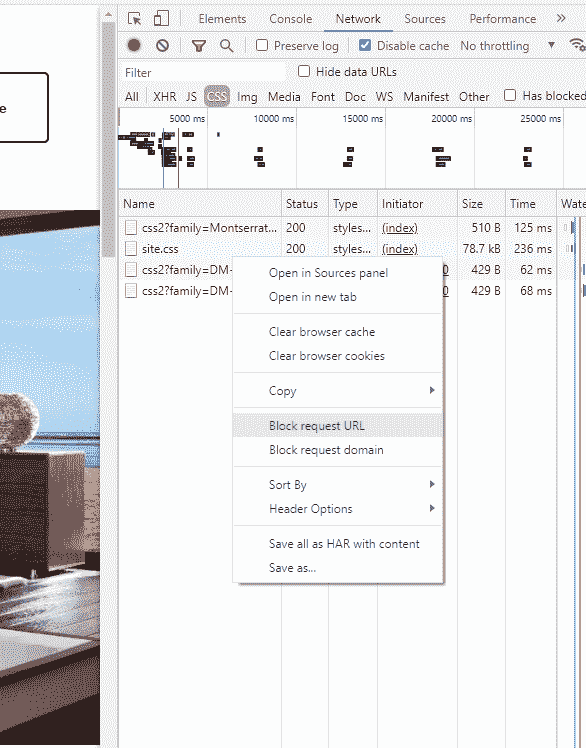 Elements Console Network Sources Performance »
Preserve log Disable cache No throttling
Filter Hide data URLs
All XHR JS CSS Img Media Font Doc WS Manifest Other Has blocked
e
5000 ms 10000 ms 15000 ms 20000 ms 25000 ms
Name Status Type Initiator Size Time Wate
css2?family=Montserrat... 200 styles... (index) 510 B 125 ms
site.css 200 styles... (index) 78.7 kB 236 ms
css2?family=DM- 0 429 B 62 ms
css2?family=DM- 0 429 B 68 ms
Open in Sources panel
Open in new tab
Clear browser cache
Clear browser cookies
Copy
Block request URL
Block request domain
Sort By
Header Options
Save all as HAR with content
Save as...